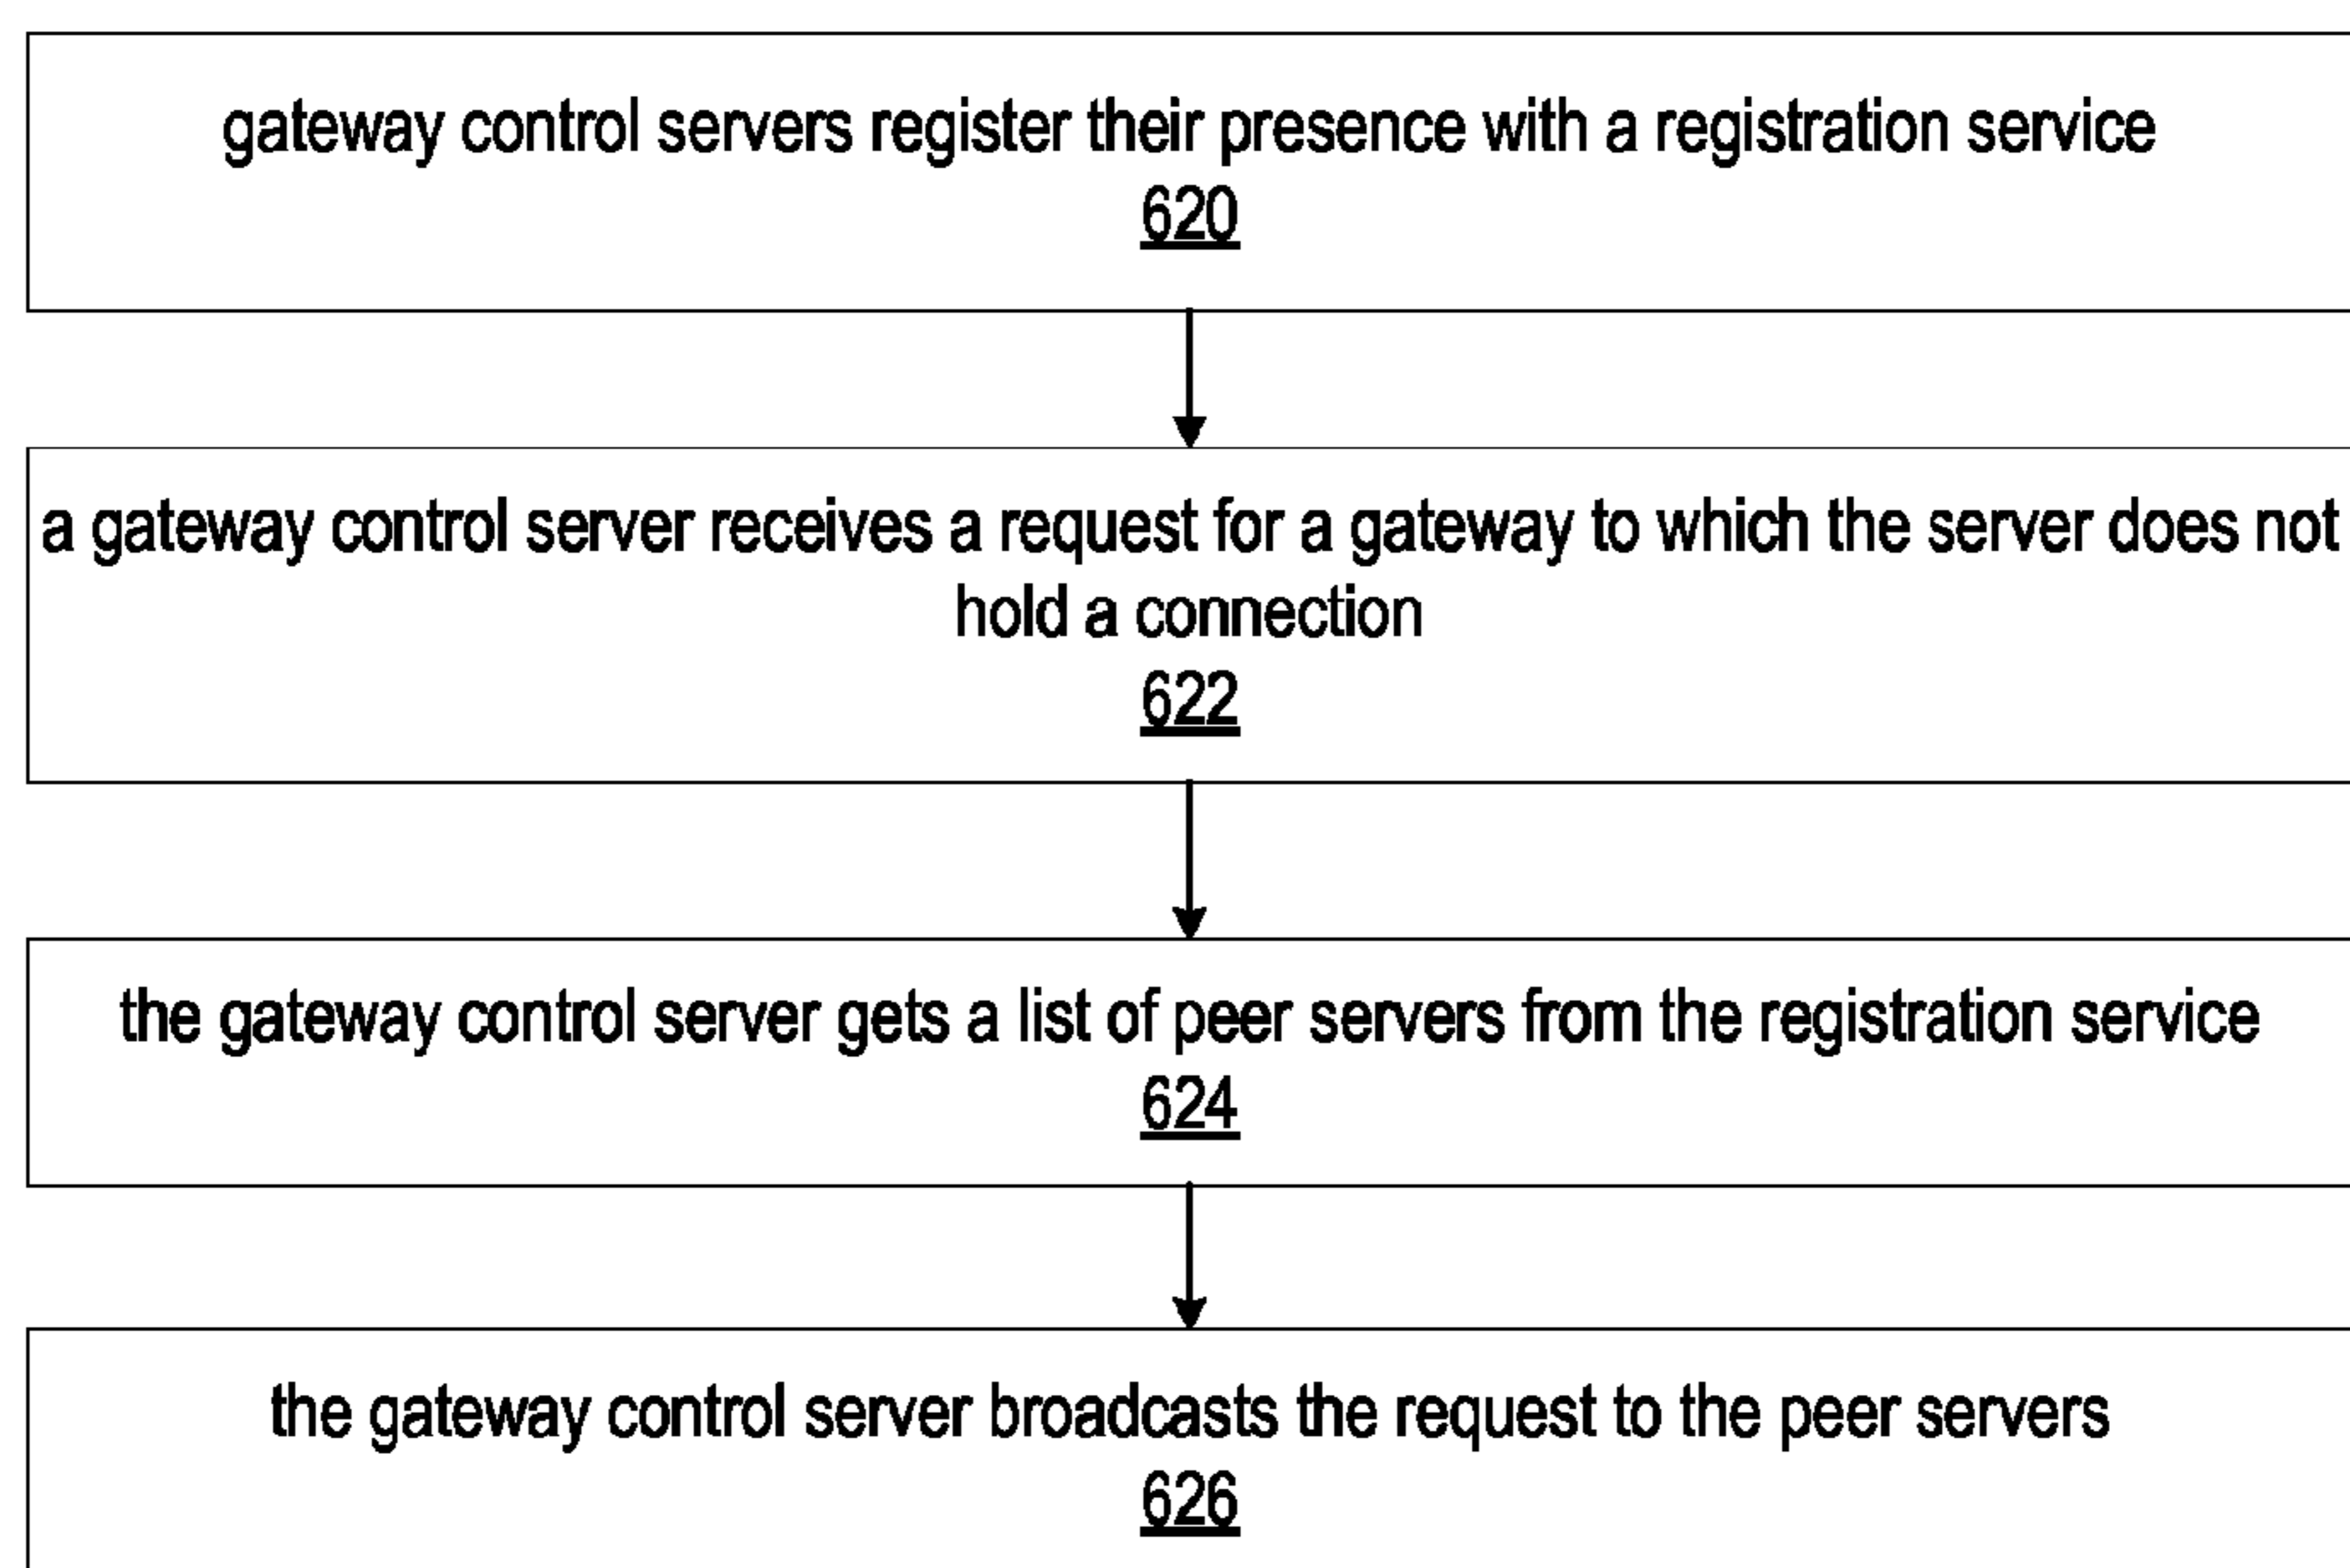 gateway control servers register their presence with a registration service
620
a gateway control server receives a request for a gateway to which the server does not
hold a connection
622
the gateway control server gets a list of peer servers from the registration service
624
the gateway control server broadcasts the request to the peer servers
626